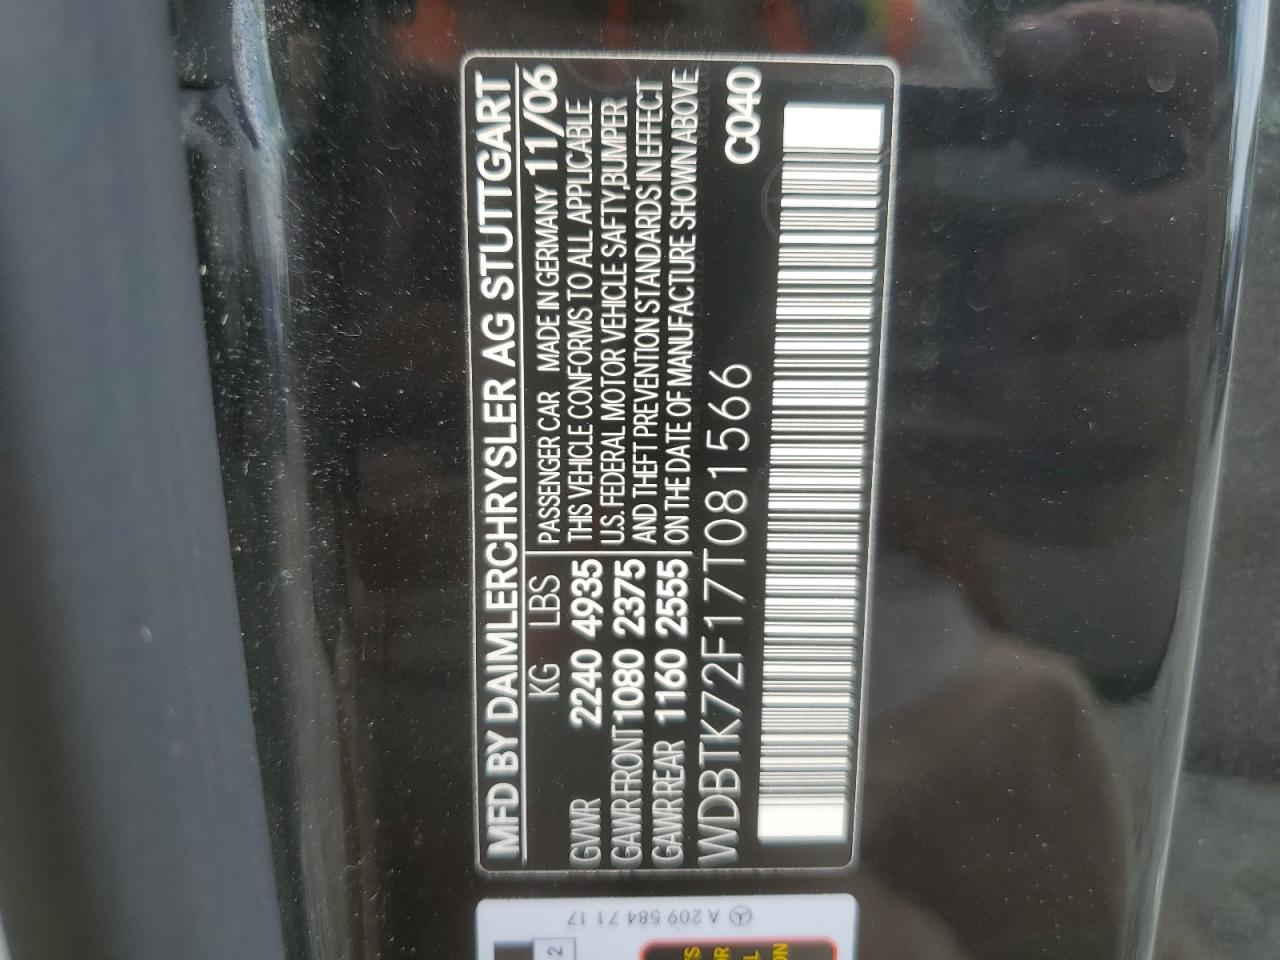 MFD BY DAIMLERCHRYSLER AG STUTTGART
KG LBS
GVWR 2240 4935
GAWR FRONT 1080 2375
GAWR REAR 1160 2555
PASSENGER CAR MADE IN GERMANY 11/06
THIS VEHICLE CONFORMS TO ALL APPLICABLE
U.S. FEDERAL MOTOR VEHICLE SAFTY,BUMPER
AND THEFT PREVENTION STANDARDS IN EFFECT
ON THE DATE OF MANUFACTURE SHOWN ABOVE
WDBTK72F17T081566
C040
A 209 584 71 17
2